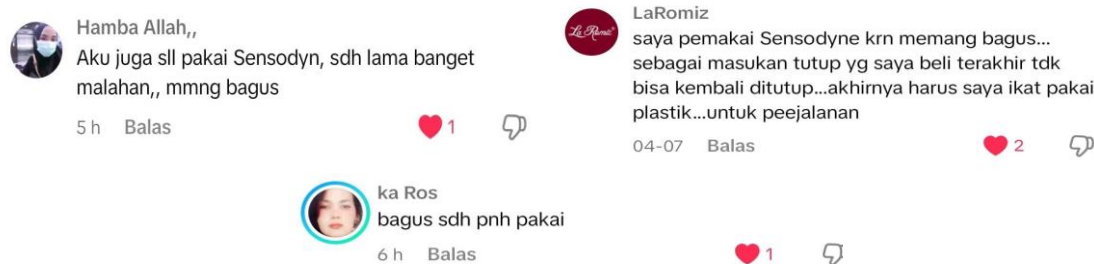 Hamba Allah,,
Aku juga sll pakai Sensodyn, sdh lama banget
malahan,, mmng bagus
5 h Balas
1
La Romiz
LaRomiz
saya pemakai Sensodyne krn memang bagus...
sebagai masukan tutup yg saya beli terakhir tdk
bisa kembali ditutup...akhirnya harus saya ikat pakai
plastik...untuk peejalanan
04-07 Balas
2
ka Ros
bagus sdh pnh pakai
6 h Balas
1